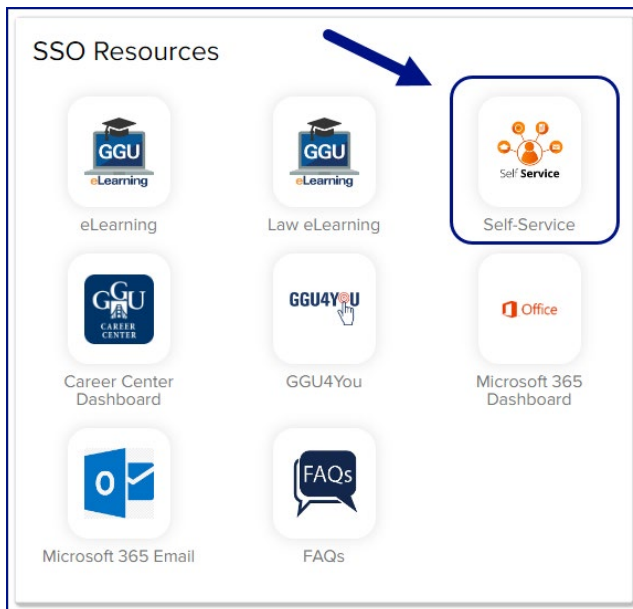 SSO Resources
GGU
eLearning
eLearning
GGU
eLearning
Law eLearning
Self Service
Self-Service
GGU
CAREER
CENTER
Career Center
Dashboard
GGU4Y U
GGU4You
Office
Microsoft 365
Dashboard
O
Microsoft 365 Email
FAQs
FAQs